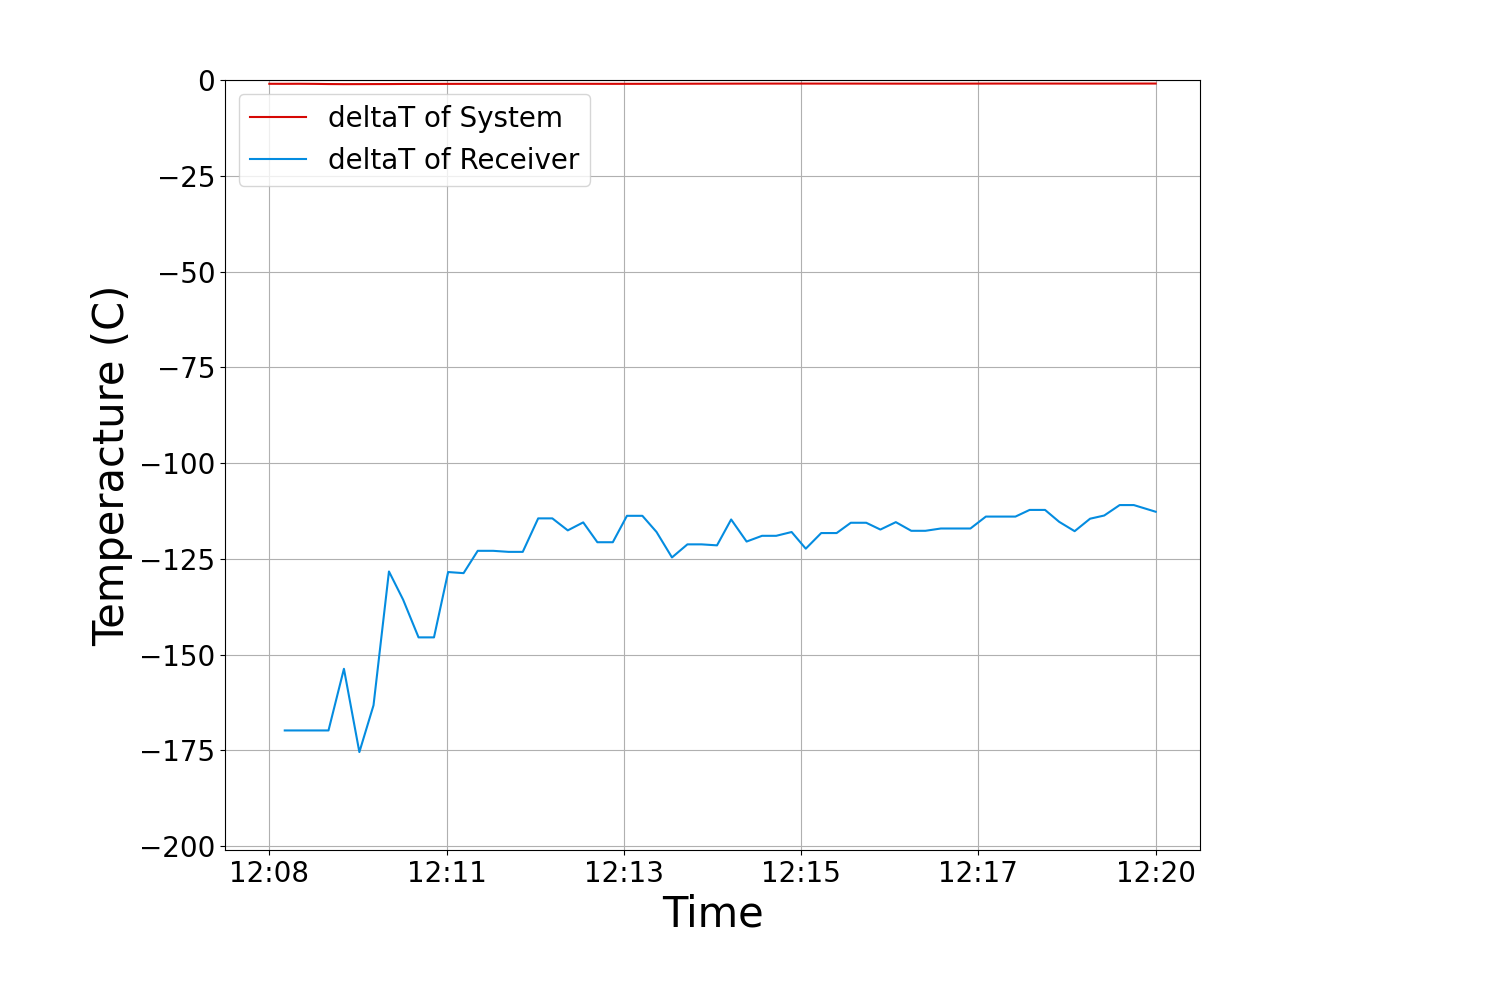 0
deltaT of System
deltaT of Receiver
−25
−50
−75
−100
−125
−150
−175
−200
Temperacture (C)
12:08 12:11 12:13 12:15 12:17 12:20
Time